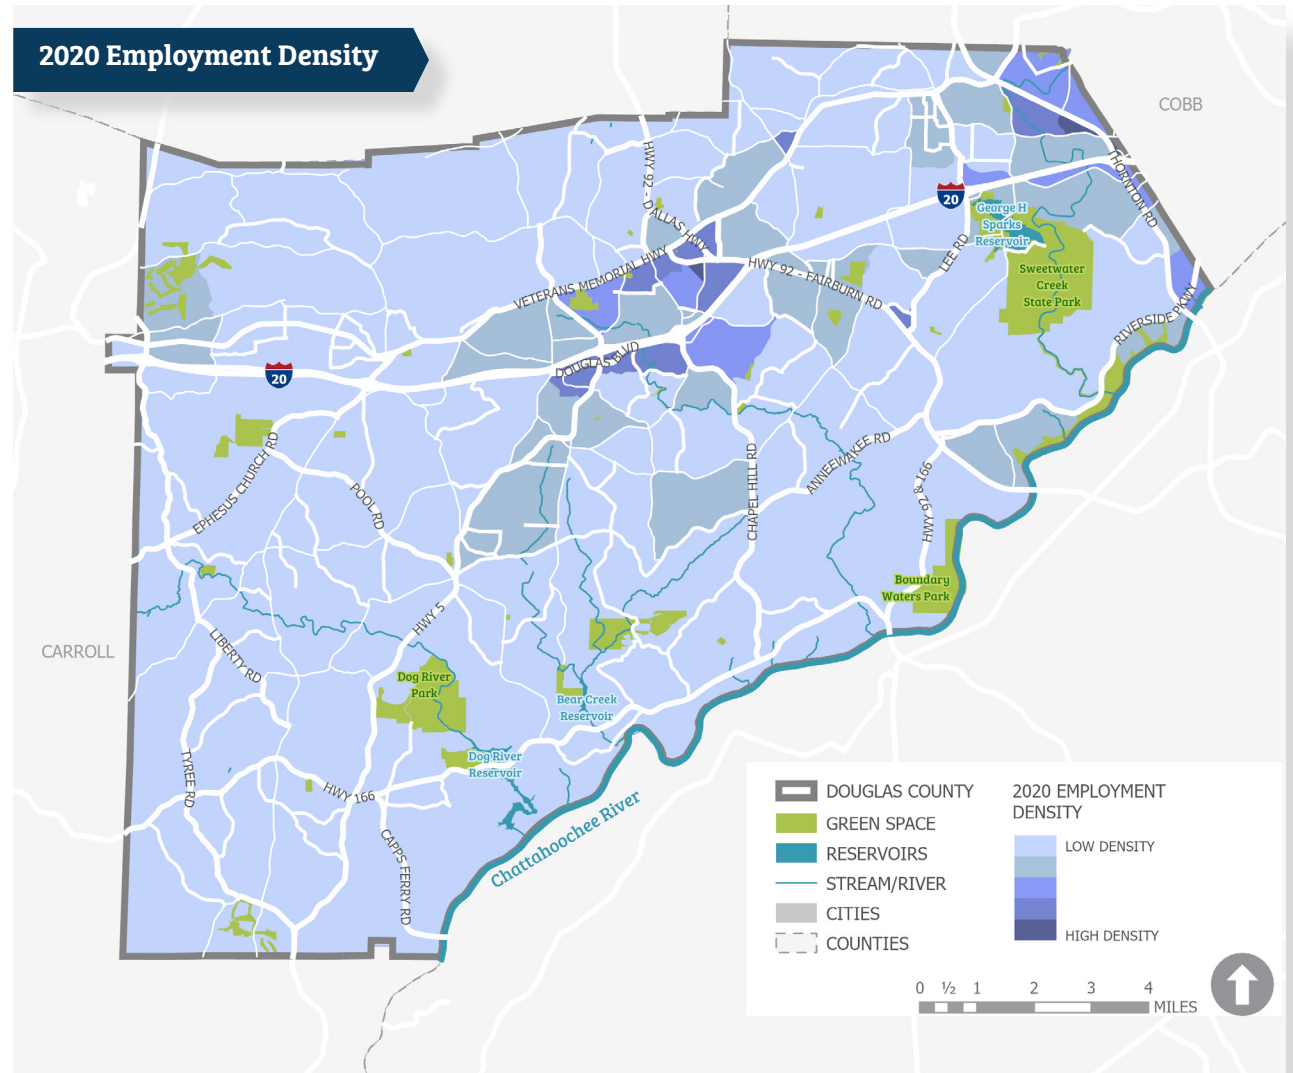 2020 Employment Density
COBB
HWY 92 - DALLAS HWY
THORNTON RD
20
George H
Sparks
Reservoir
LEE RD
VETERANS MEMORIAL HWY
HWY 92 - FAIRBURN RD
Sweetwater
Creek
State Park
RIVERSIDE PKWY
DOUGLAS BLVD
20
EPHESUS CHURCH RD
POOL RD
CHAPEL HILL RD
ANNEEWAKEE RD
HWY 92 & 166
Boundary
Waters Park
HWY 5
CARROLL
LIBERTY RD
Dog River
Park
Bear Creek
Reservoir
Dog River
Reservoir
TYREE RD
HWY 166
CAPPS FERRY RD
Chattahoochee River
DOUGLAS COUNTY
GREEN SPACE
RESERVOIRS
STREAM/RIVER
CITIES
COUNTIES
2020 EMPLOYMENT
DENSITY
LOW DENSITY
HIGH DENSITY
0 ½ 1 2 3 4
MILES